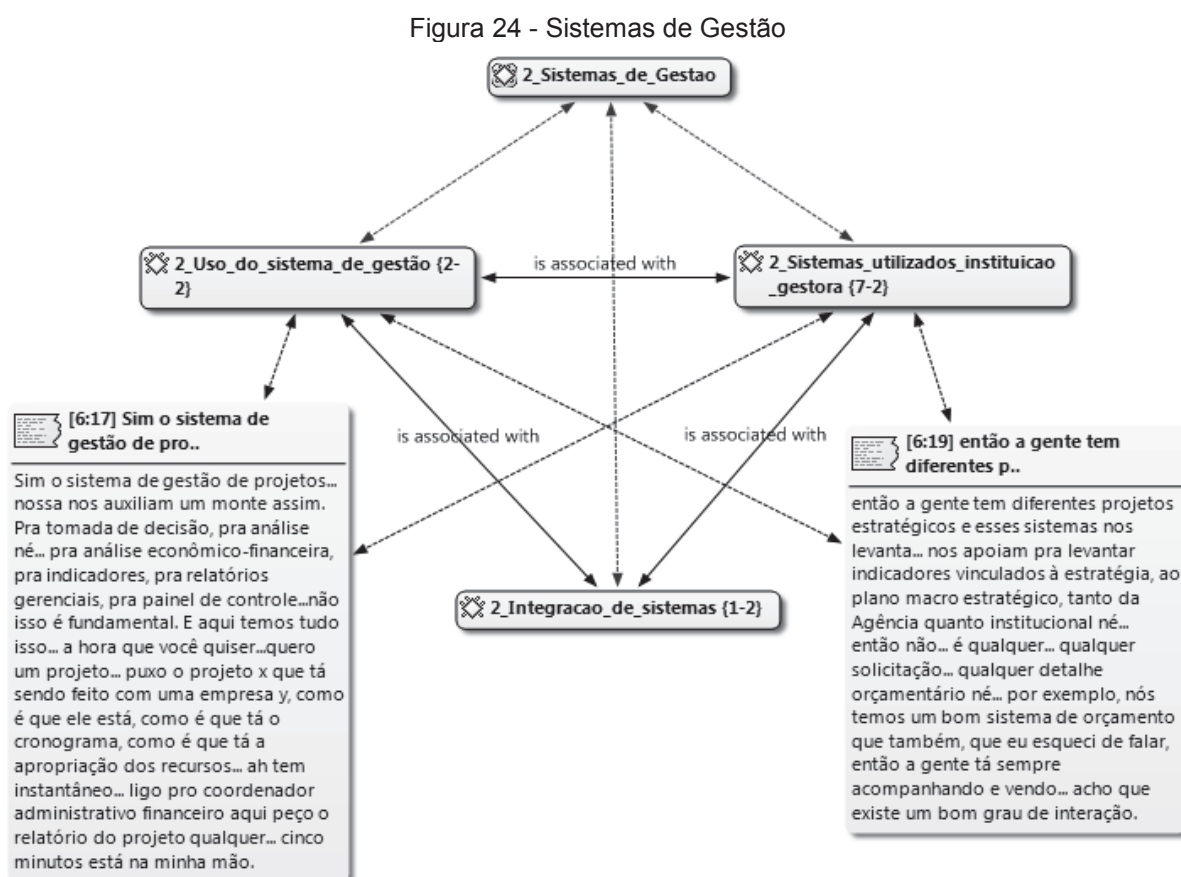 Figura 24 - Sistemas de Gestão
2_Sistemas_de_Gestao
2_Uso_do_sistema_de_gestão {2-
2}
is associated with
2_Sistemas_utilizados_instituicao
_gestora {7-2}
[6:17] Sim o sistema de
gestão de pro..
Sim o sistema de gestão de projetos...
nossa nos auxiliam um monte assim.
Pra tomada de decisão, pra análise
né... pra análise econômico-financeira,
pra indicadores, pra relatórios
gerenciais, pra painel de controle...não
isso é fundamental. E aqui temos tudo
isso... a hora que você quiser...quero
um projeto... puxo o projeto x que tá
sendo feito com uma empresa y, como
é que ele está, como é que tá o
cronograma, como é que tá a
apropriação dos recursos... ah tem
instantâneo... ligo pro coordenador
administrativo financeiro aqui peço o
relatório do projeto qualquer... cinco
minutos está na minha mão.
is associated with
is associated with
2_Integracao_de_sistemas {1-2}
[6:19] então a gente tem
diferentes p..
então a gente tem diferentes projetos
estratégicos e esses sistemas nos
levanta... nos apoiam pra levantar
indicadores vinculados à estratégia, ao
plano macro estratégico, tanto da
Agência quanto institucional né...
então não... é qualquer... qualquer
solicitação... qualquer detalhe
orçamentário né... por exemplo, nós
temos um bom sistema de orçamento
que também, que eu esqueci de falar,
então a gente tá sempre
acompanhando e vendo... acho que
existe um bom grau de interação.